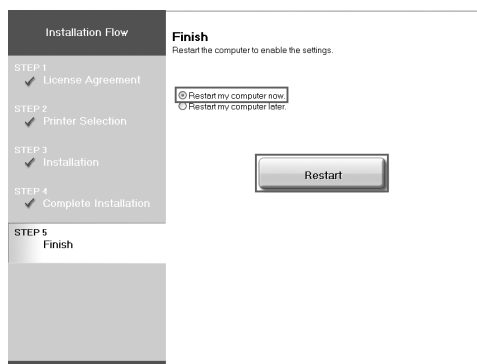 Installation Flow
STEP 1
License Agreement
STEP 2
Printer Selection
STEP 3
Installation
STEP 4
Complete Installation
STEP 5
Finish
Finish
Restart the computer to enable the settings.
Restart my computer now.
Restart my computer later.
Restart